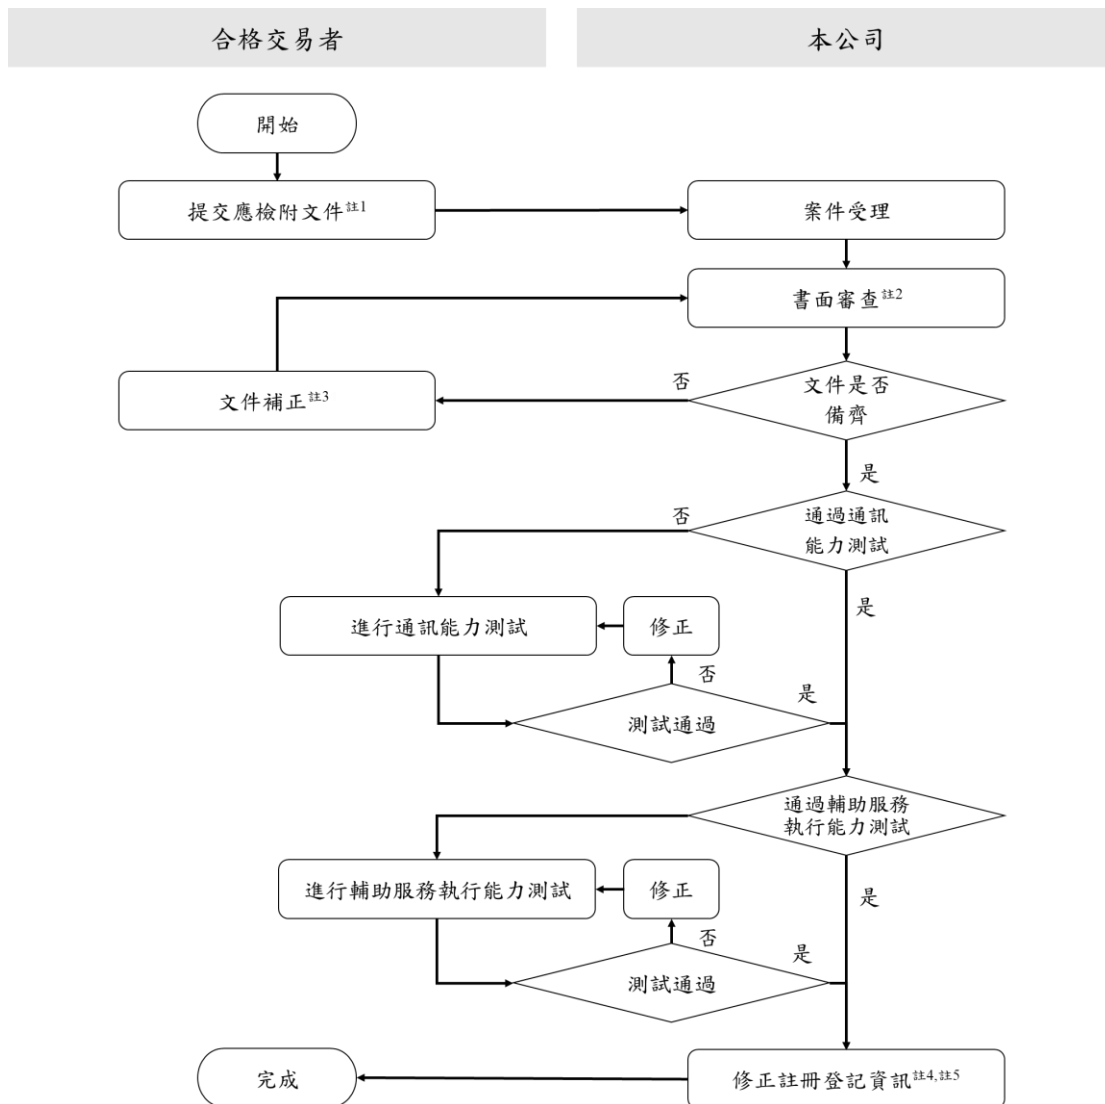 合格交易者
本公司
開始
提交應檢附文件註1
案件受理
書面審查註2
文件是否
備齊
否
文件補正註3
是
通過通訊
能力測試
否
是
進行通訊能力測試
修正
否
是
測試通過
通過輔助服務
執行能力測試
進行輔助服務執行能力測試
修正
是
否
是
測試通過
完成
修正註冊登記資訊註4,註5